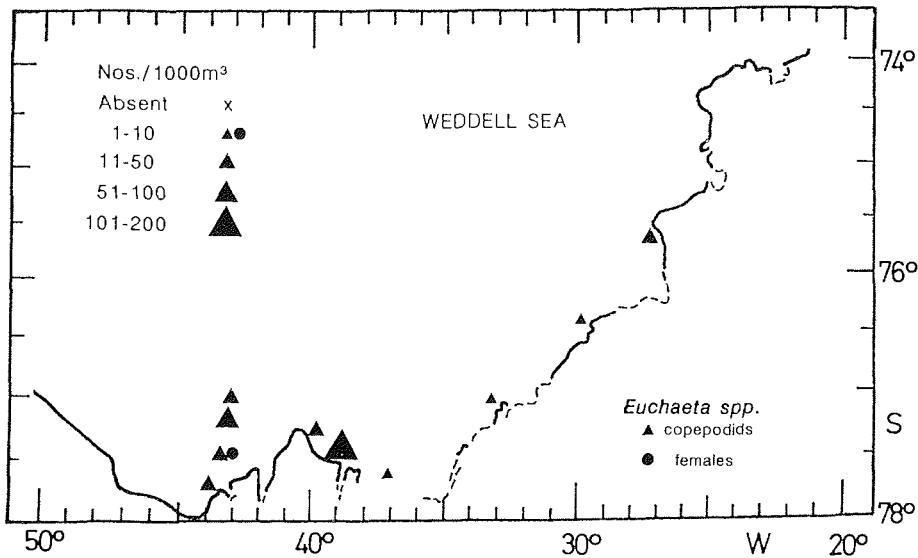 74°
Nos./1000m³
Absent x
1-10
11-50
51-100
101-200
WEDDELL SEA
76°
Euchaeta spp.
copepodids
females
S
78°
50° 40° 30° W 20°